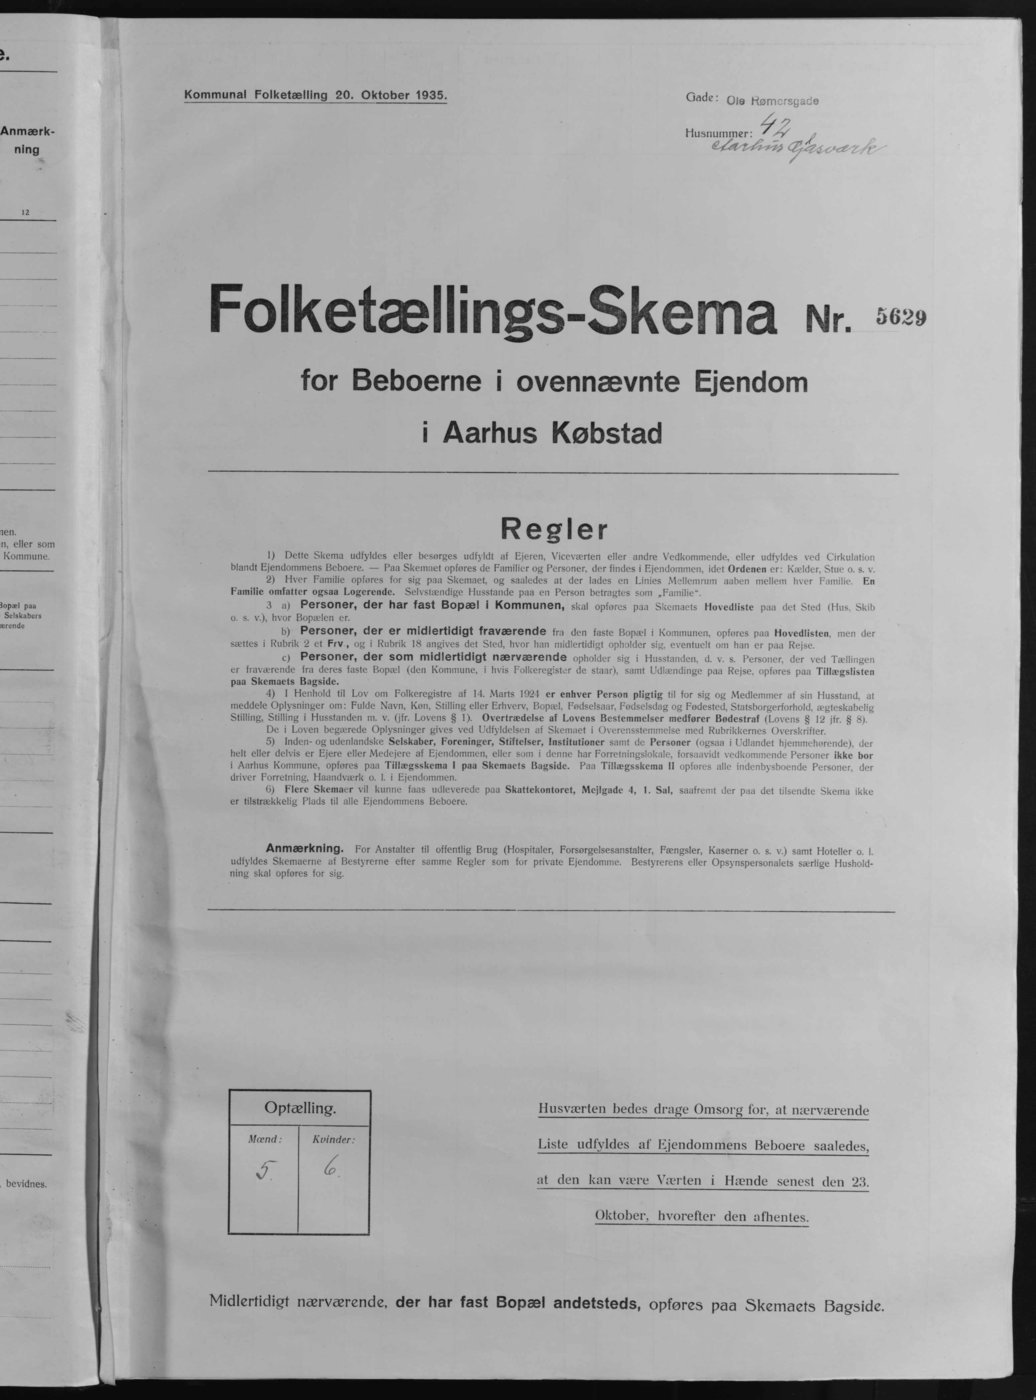 e.
Anmærk-
ning
12
nen.
n, eller som
Kommune.
Bopæl paa
Selskabers
ærende
bevidnes.
Kommunal Folketælling 20. Oktober 1935.
Gade: Ole Rømersgade
Husnummer: 42
Aarhus Gasværk
Folketællings-Skema Nr. 5629
for Beboerne i ovennævnte Ejendom
i Aarhus Købstad
Regler
1) Dette Skema udfyldes eller besørges udfyldt af Ejeren, Viceværten eller andre Vedkommende, eller udfyldes ved Cirkulation
blandt Ejendommens Beboere. — Paa Skemaet opføres de Familier og Personer, der findes i Ejendommen, idet Ordenen er: Kælder, Stue o. s. v.
2) Hver Familie opføres for sig paa Skemaet, og saaledes at der lades en Linies Mellemrum aaben mellem hver Familie. En
Familie omfatter ogsaa Logerende. Selvstændige Husstande paa en Person betragtes som „Familie“.
3 a) Personer, der har fast Bopæl i Kommunen, skal opføres paa Skemaets Hovedliste paa det Sted (Hus, Skib
o. s. v.), hvor Bopælen er.
b) Personer, der er midlertidigt fraværende fra den faste Bopæl i Kommunen, opføres paa Hovedlisten, men der
sættes i Rubrik 2 et Frv., og i Rubrik 18 angives det Sted, hvor han midlertidigt opholder sig, eventuelt om han er paa Rejse.
c) Personer, der som midlertidigt nærværende opholder sig i Husstanden, d. v. s. Personer, der ved Tællingen
er fraværende fra deres faste Bopæl (den Kommune, i hvis Folkeregister de staar), samt Udlændinge paa Rejse, opføres paa Tillægslisten
paa Skemaets Bagside.
4) I Henhold til Lov om Folkeregistre af 14. Marts 1924 er enhver Person pligtig til for sig og Medlemmer af sin Husstand, at
meddele Oplysninger om: Fulde Navn, Køn, Stilling eller Erhverv, Bopæl, Fødselsaar, Fødselsdag og Fødested, Statsborgerforhold, ægteskabelig
Stilling, Stilling i Husstanden m. v. (jfr. Lovens § 1). Overtrædelse af Lovens Bestemmelser medfører Bødestraf (Lovens § 12 jfr. § 8).
De i Loven begærede Oplysninger gives ved Udfyldelsen af Skemaet i Overensstemmelse med Rubrikkernes Overskrifter.
5) Inden- og udenlandske Selskaber, Foreninger, Stiftelser, Institutioner samt de Personer (ogsaa i Udlandet hjemmehørende), der
helt eller delvis er Ejere eller Medejere af Ejendommen, eller som i denne har Forretningslokale, forsaavidt vedkommende Personer ikke bor
i Aarhus Kommune, opføres paa Tillægsskema I paa Skemaets Bagside. Paa Tillægsskema II opføres alle indenbysboende Personer, der
driver Forretning, Haandværk o. l. i Ejendommen.
6) Flere Skemaer vil kunne faas udleverede paa Skattekontoret, Mejlgade 4, 1. Sal, saafremt der paa det tilsendte Skema ikke
er tilstrækkelig Plads til alle Ejendommens Beboere.
Anmærkning. For Anstalter til offentlig Brug (Hospitaler, Forsørgelsesanstalter, Fængsler, Kaserner o. s. v.) samt Hoteller o. l.
udfyldes Skemaerne af Bestyrerne efter samme Regler som for private Ejendomme. Bestyrerens eller Opsynspersonalets særlige Hushold-
ning skal opføres for sig.
Optælling.
Mænd: Kvinder:
5 6
Husværten bedes drage Omsorg for, at nærværende
Liste udfyldes af Ejendommens Beboere saaledes,
at den kan være Værten i Hænde senest den 23.
Oktober, hvorefter den afhentes.
Midlertidigt nærværende, der har fast Bopæl andetsteds, opføres paa Skemaets Bagside.